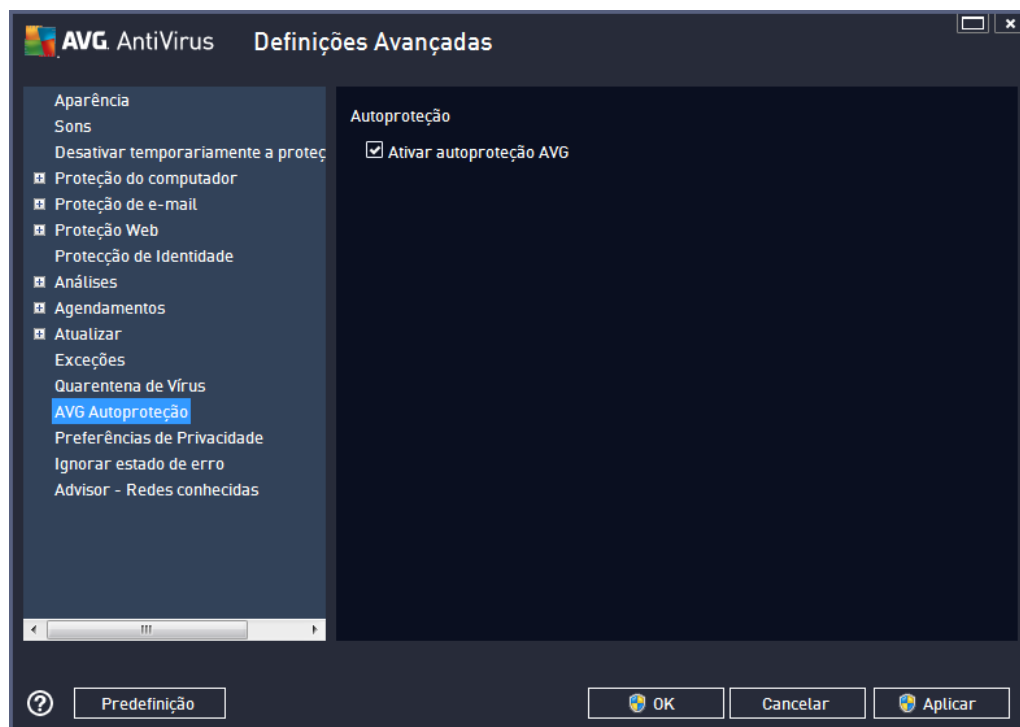 AVG. AntiVirus Definições Avançadas
Aparência
Sons
Desativar temporariamente a proteç
Proteção do computador
Proteção de e-mail
Proteção Web
Protecção de Identidade
Análises
Agendamentos
Atualizar
Exceções
Quarentena de Vírus
AVG Autoproteção
Preferências de Privacidade
Ignorar estado de erro
Advisor - Redes conhecidas
Autoproteção
Ativar autoproteção AVG
Predefinição
OK
Cancelar
Aplicar